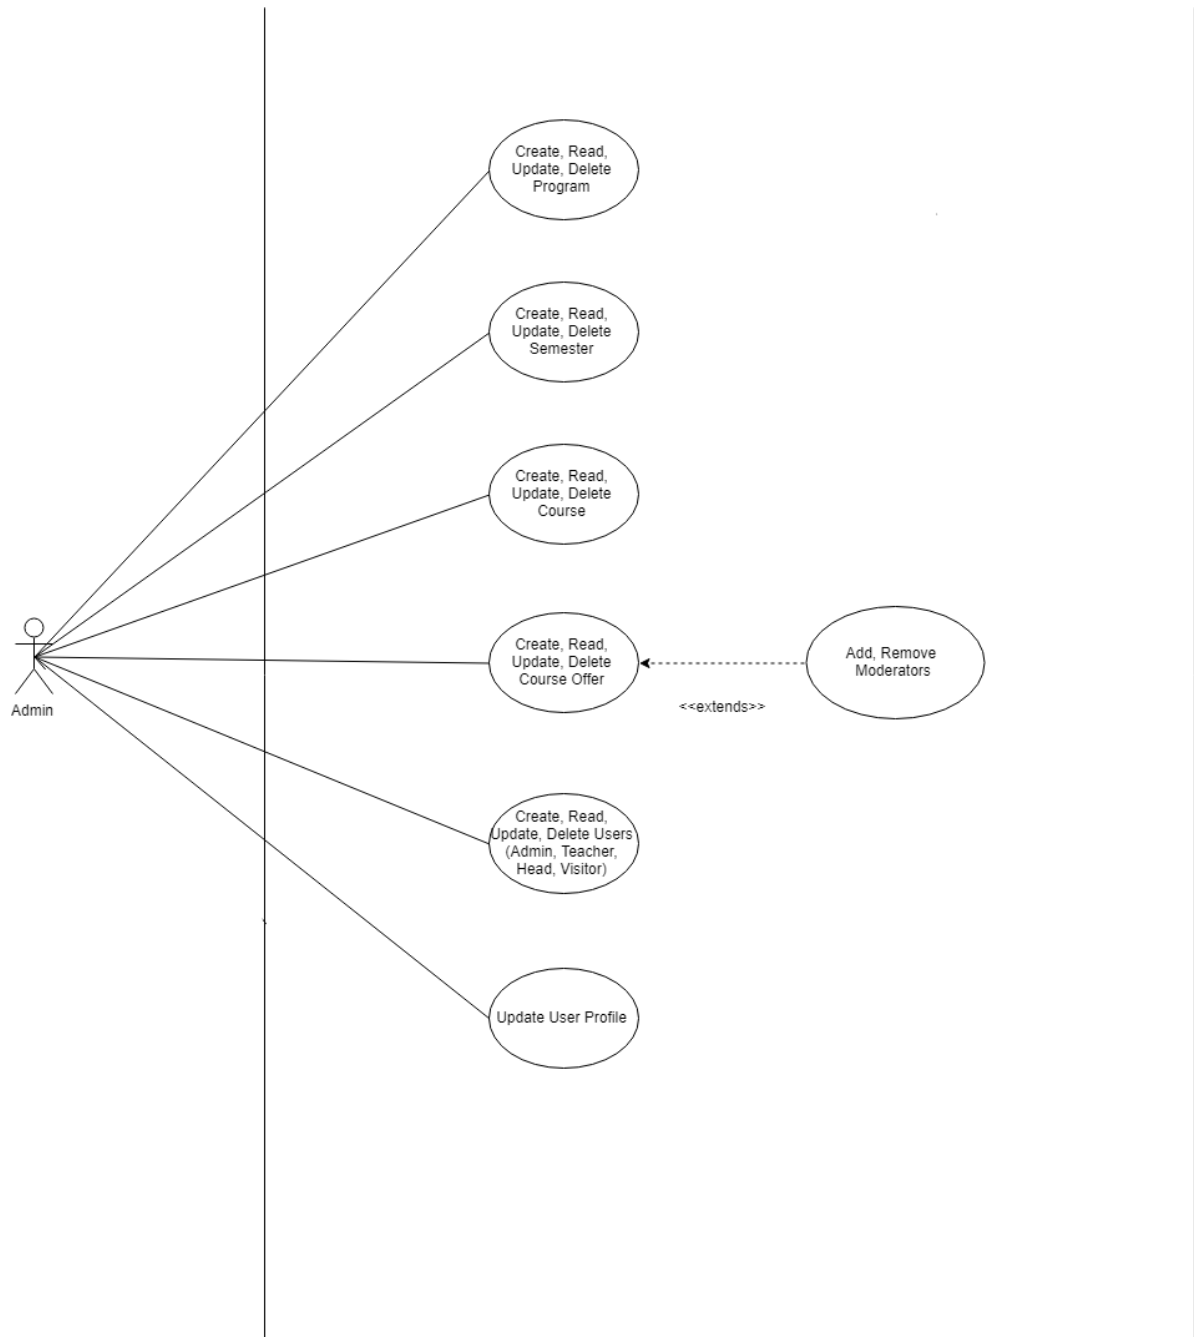 Create, Read,
Update, Delete
Program
Create, Read,
Update, Delete
Semester
Create, Read,
Update, Delete
Course
Create, Read,
Update, Delete
Course Offer
Add, Remove
Moderators
<<extends>>
Admin
Create, Read,
Update, Delete Users
(Admin, Teacher,
Head, Visitor)
Update User Profile